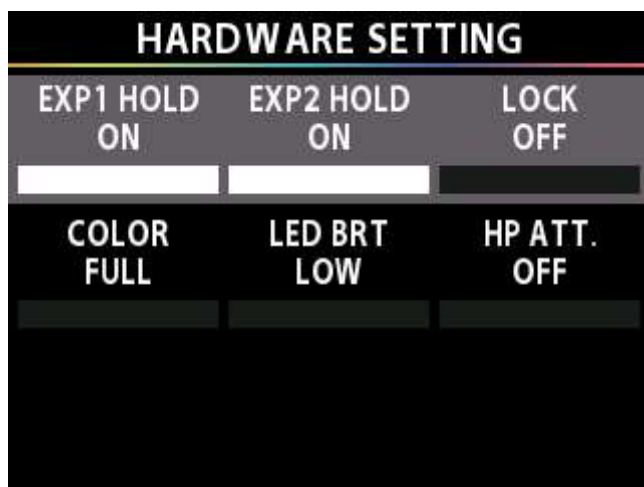 HARDWARE SETTING
EXP1 HOLD EXP2 HOLD LOCK
ON ON OFF
COLOR LED BRT HP ATT.
FULL LOW OFF